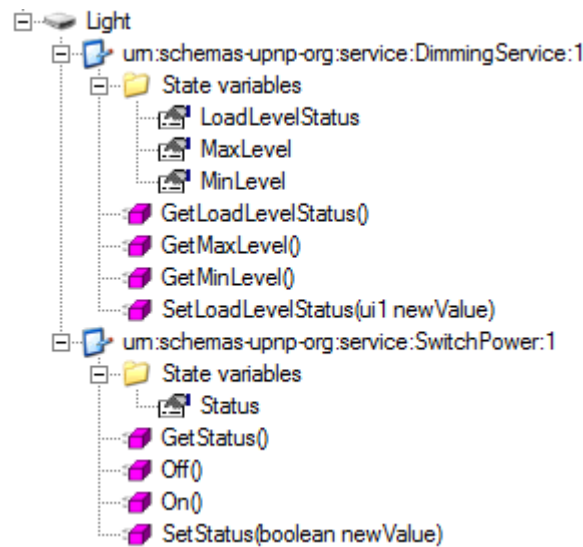 Light
urn:schemas-upnp-org:service:DimmingService:1
State variables
LoadLevelStatus
MaxLevel
MinLevel
GetLoadLevelStatus()
GetMaxLevel()
GetMinLevel()
SetLoadLevelStatus(ui1 newValue)
urn:schemas-upnp-org:service:SwitchPower:1
State variables
Status
GetStatus()
Off()
On()
SetStatus(boolean newValue)